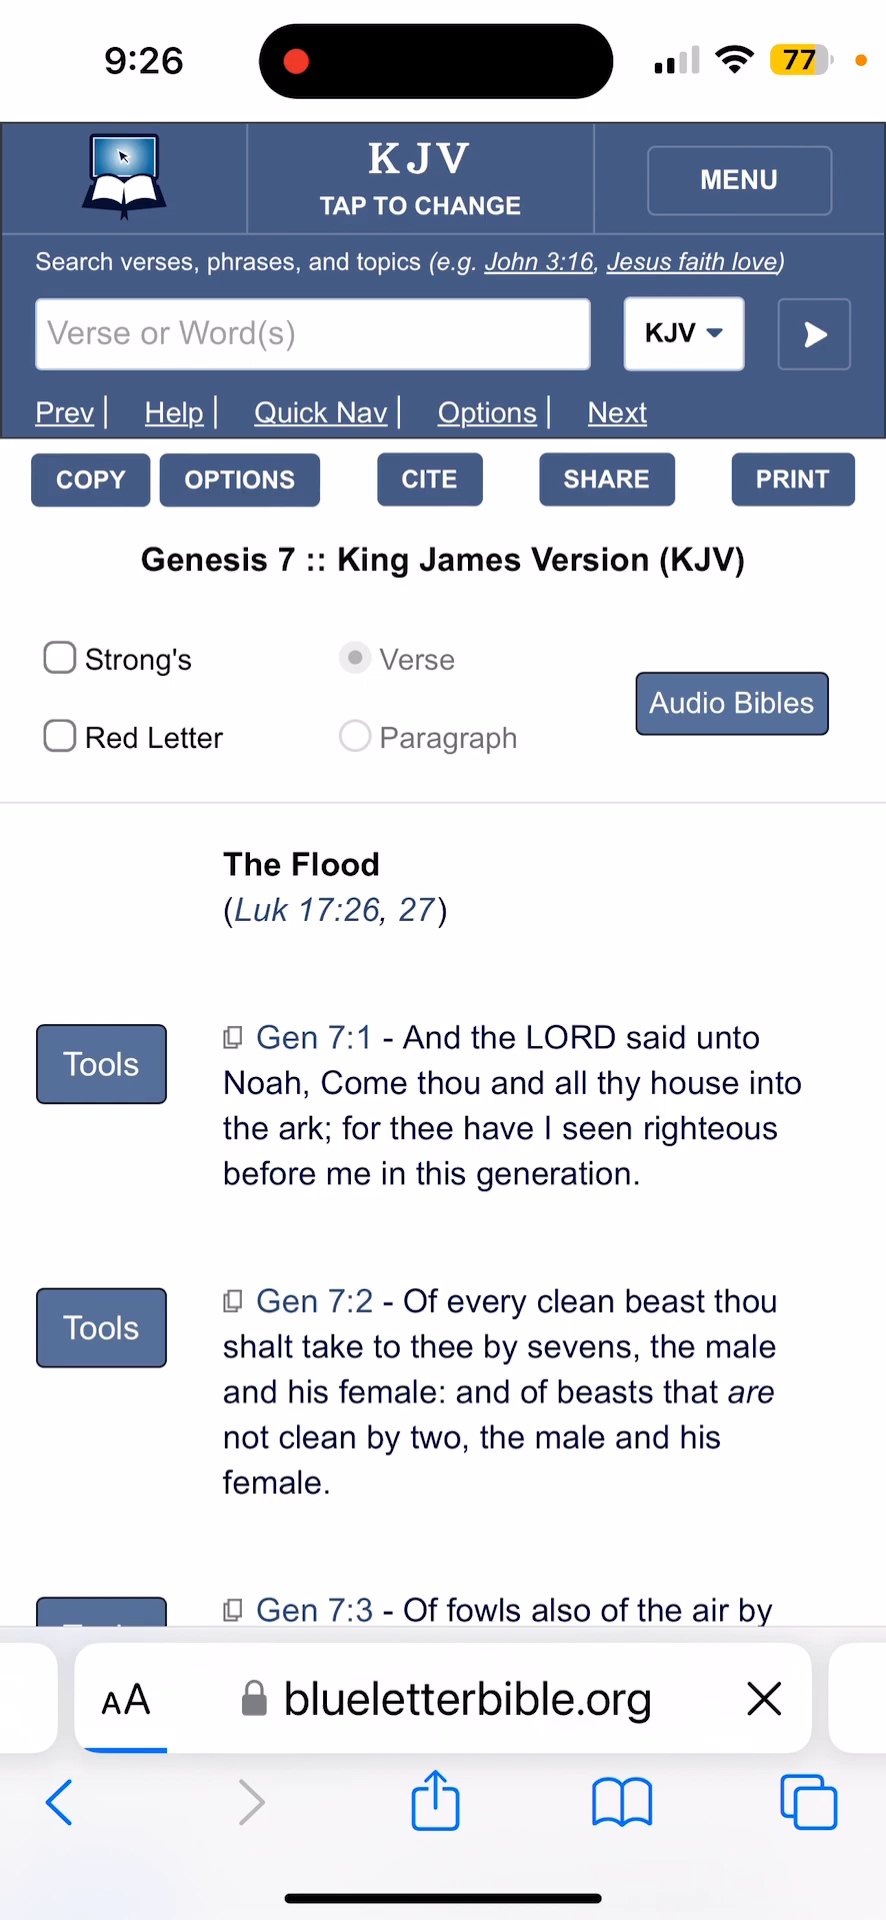 9:26
77
KJV
TAP TO CHANGE
MENU
Search verses, phrases, and topics (e.g. John 3:16, Jesus faith love)
Verse or Word(s)
KJV
Prev | Help | Quick Nav | Options | Next
COPY OPTIONS CITE SHARE PRINT
Genesis 7 :: King James Version (KJV)
Strong's Verse
Audio Bibles
Red Letter Paragraph
The Flood
(Luk 17:26, 27)
Tools
Gen 7:1 - And the LORD said unto
Noah, Come thou and all thy house into
the ark; for thee have I seen righteous
before me in this generation.
Tools
Gen 7:2 - Of every clean beast thou
shalt take to thee by sevens, the male
and his female: and of beasts that are
not clean by two, the male and his
female.
Gen 7:3 - Of fowls also of the air by
AA blueletterbible.org